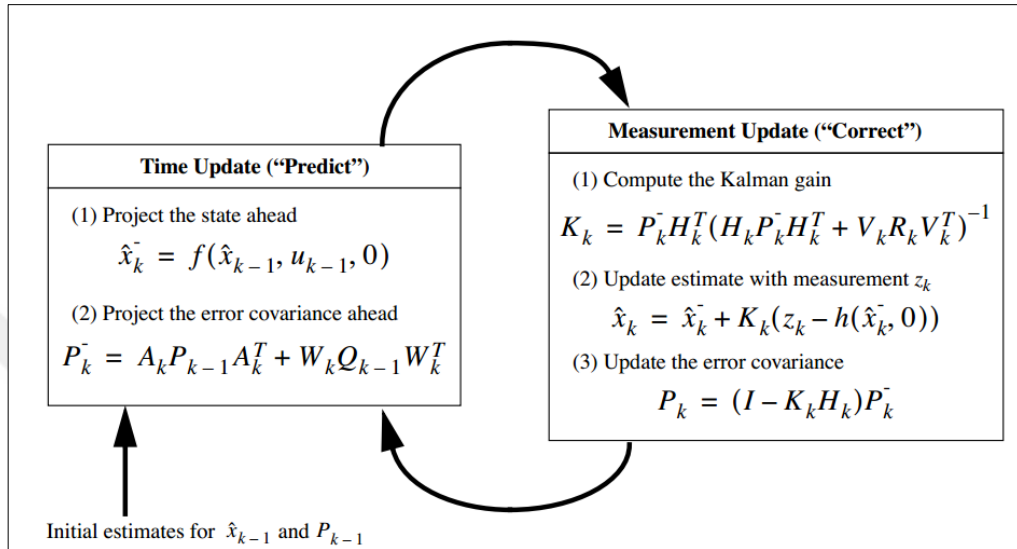 Time Update (“Predict”)
(1) Project the state ahead
x̂ₖ⁻ = f(x̂ₖ₋₁, uₖ₋₁, 0)
(2) Project the error covariance ahead
Pₖ⁻ = AₖPₖ₋₁Aₖᵀ + WₖQₖ₋₁Wₖᵀ
Initial estimates for x̂ₖ₋₁ and Pₖ₋₁
Measurement Update (“Correct”)
(1) Compute the Kalman gain
Kₖ = Pₖ⁻Hₖᵀ(HₖPₖ⁻Hₖᵀ + VₖRₖVₖᵀ)⁻¹
(2) Update estimate with measurement zₖ
x̂ₖ = x̂ₖ⁻ + Kₖ(zₖ – h(x̂ₖ⁻, 0))
(3) Update the error covariance
Pₖ = (I – KₖHₖ)Pₖ⁻